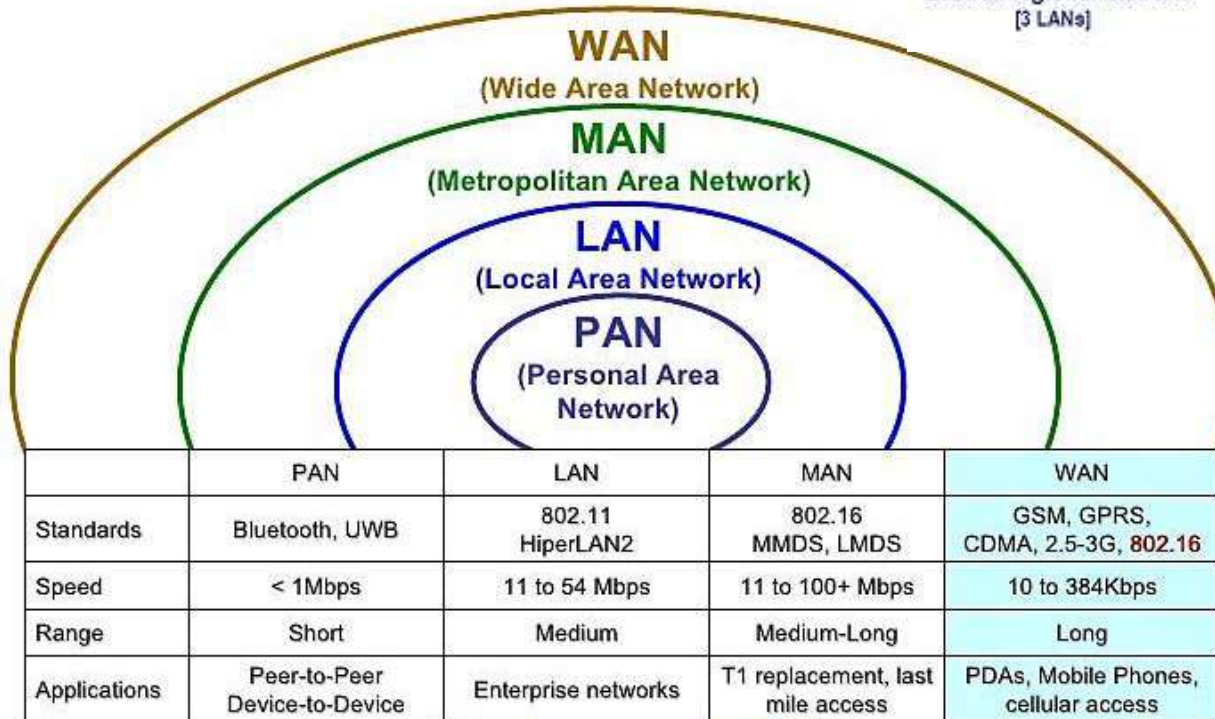 [3 LANs]
WAN
(Wide Area Network)
MAN
(Metropolitan Area Network)
LAN
(Local Area Network)
PAN
(Personal Area
Network)
PAN LAN MAN WAN
Standards Bluetooth, UWB 802.11 HiperLAN2 802.16 MMDS, LMDS GSM, GPRS, CDMA, 2.5-3G, 802.16
Speed < 1Mbps 11 to 54 Mbps 11 to 100+ Mbps 10 to 384Kbps
Range Short Medium Medium-Long Long
Applications Peer-to-Peer Device-to-Device Enterprise networks T1 replacement, last mile access PDAs, Mobile Phones, cellular access